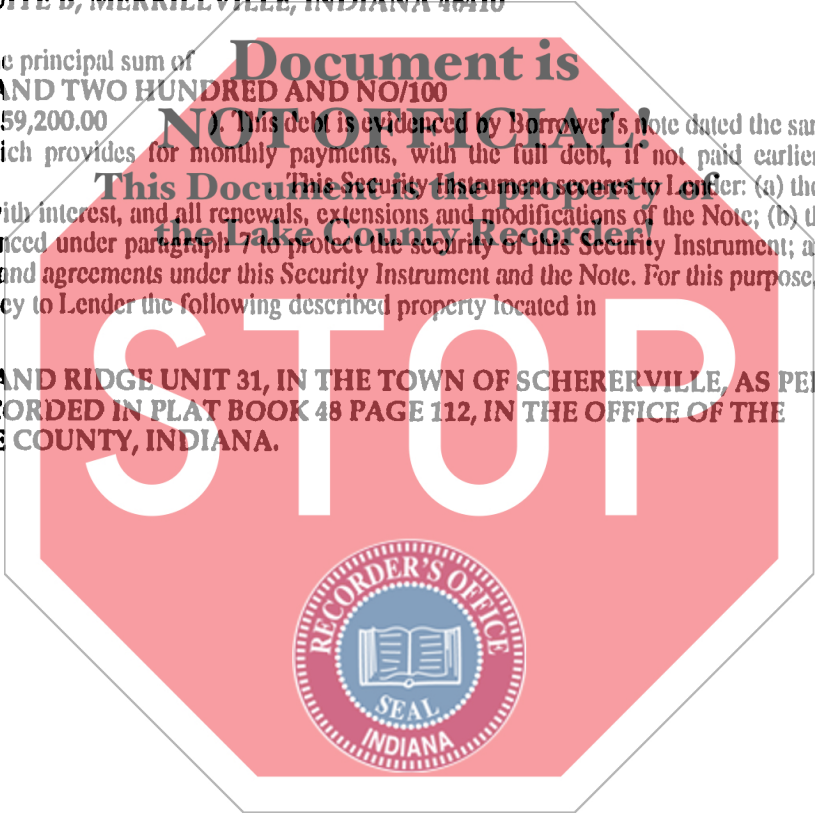 B, MERRILLVILLE, INDIANA 46410
e principal sum of
Document is
AND TWO HUNDRED AND NO/100
NOT OFFICIAL!
59,200.00 ). This debt is evidenced by Borrower's note dated the
ich provides for monthly payments, with the full debt, if not paid earlier
This Document is the property of
This Security Instrument secures to Lender: (a) the
ith interest, and all renewals, extensions and modifications of the Note; (b)
the Lake County Recorder!
nced under paragraph 7 to protect the security of this Security Instrument;
and agreements under this Security Instrument and the Note. For this purpose,
ey to Lender the following described property located in
STOP
AND RIDGE UNIT 31, IN THE TOWN OF SCHERERVILLE, AS PER
ORDED IN PLAT BOOK 48 PAGE 112, IN THE OFFICE OF THE
E COUNTY, INDIANA.
RECORDER'S OFFICE
SEAL
INDIANA